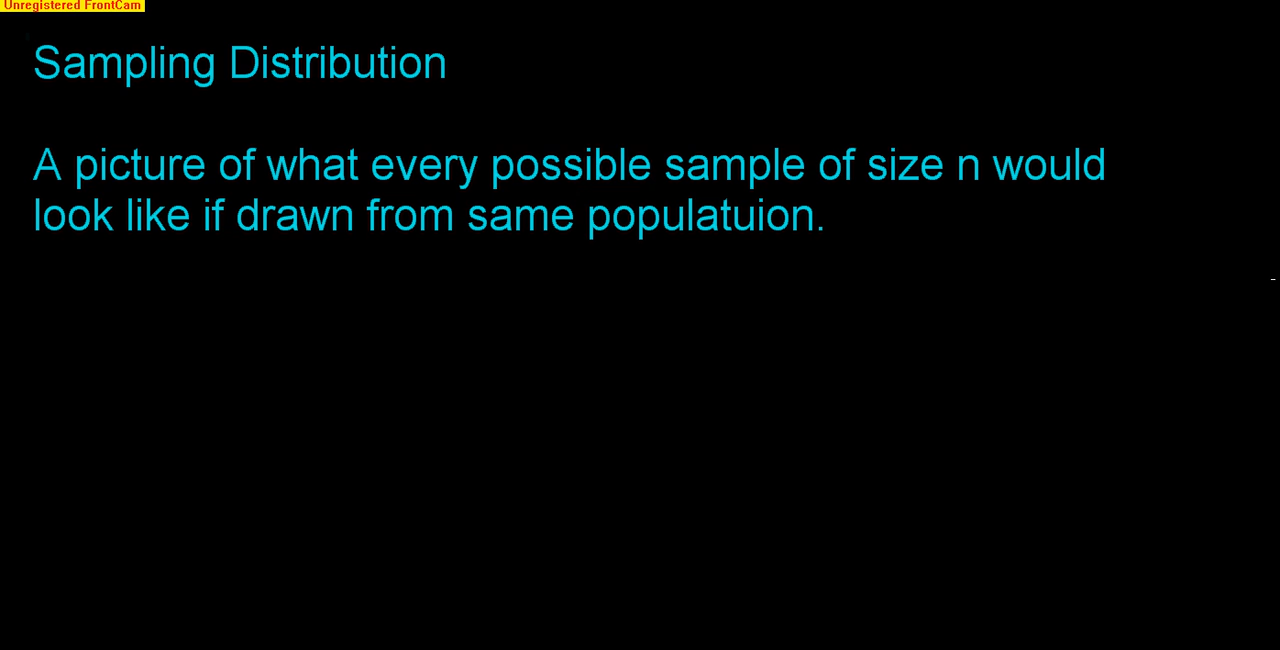 Unregistered FrontCam
Sampling Distribution
A picture of what every possible sample of size n would
look like if drawn from same populatuion.